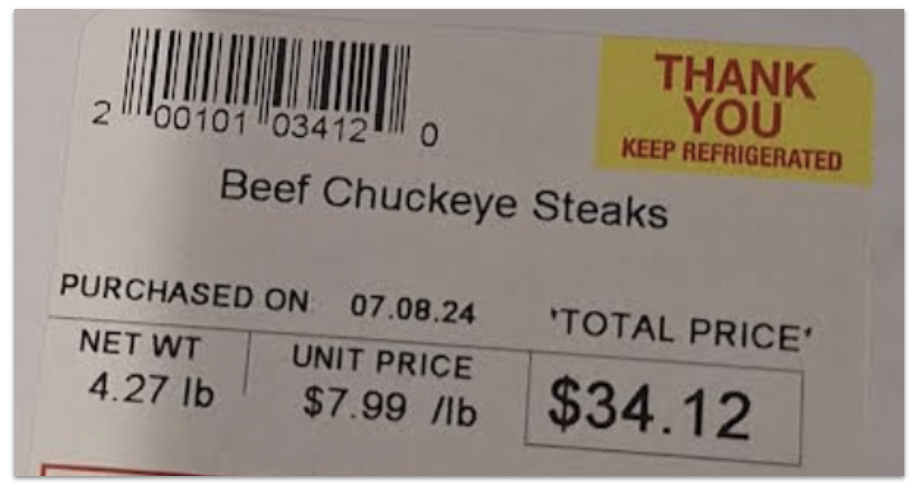 2 00101 03412 0
THANK
YOU
KEEP REFRIGERATED
Beef Chuckeye Steaks
PURCHASED ON 07.08.24 'TOTAL PRICE'
NET WT UNIT PRICE
4.27 lb $7.99 /lb $34.12